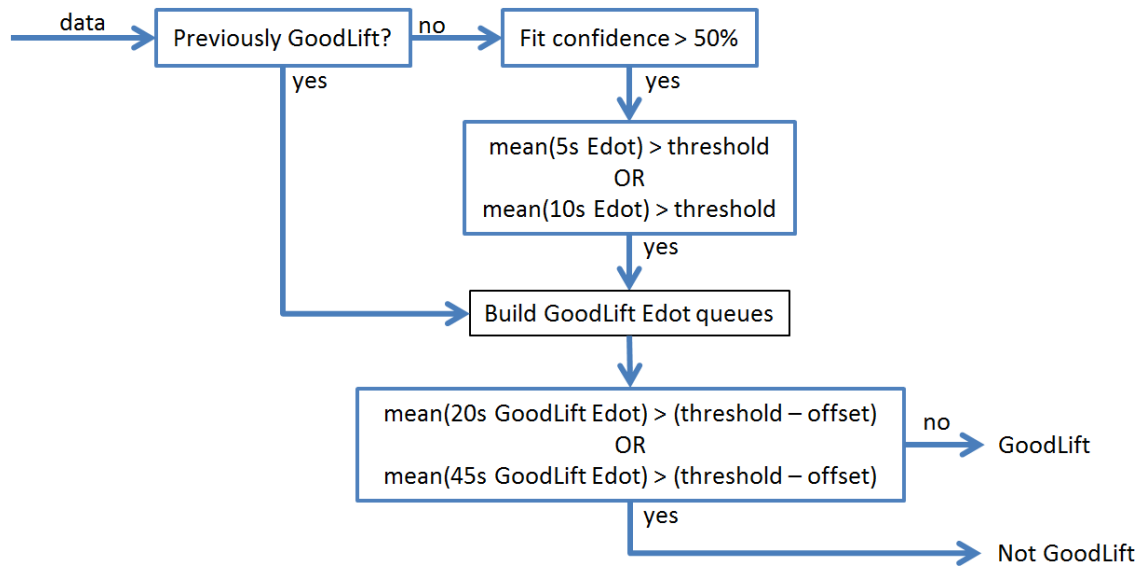 data
Previously GoodLift?
no
Fit confidence > 50%
yes
yes
mean(5s Edot) > threshold
OR
mean(10s Edot) > threshold
yes
Build GoodLift Edot queues
mean(20s GoodLift Edot) > (threshold – offset)
OR
mean(45s GoodLift Edot) > (threshold – offset)
no
GoodLift
yes
Not GoodLift